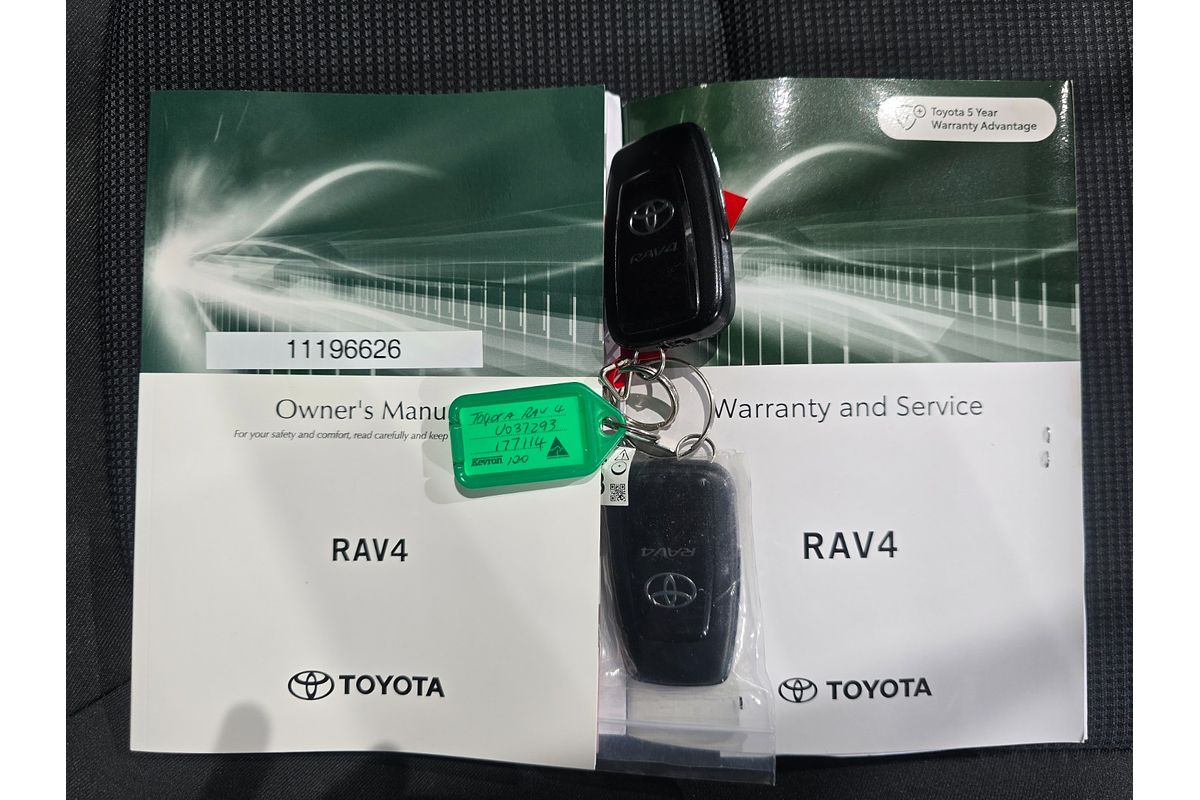 11196626
Owner's Manu
For your safety and comfort, read carefully and keep
RAV4
TOYOTA
Toyota 5 Year
Warranty Advantage
Warranty and Service
RAV4
TOYOTA
RAV4
TOYOTA RAV 4
U037293
177114
Kevron
RAV4